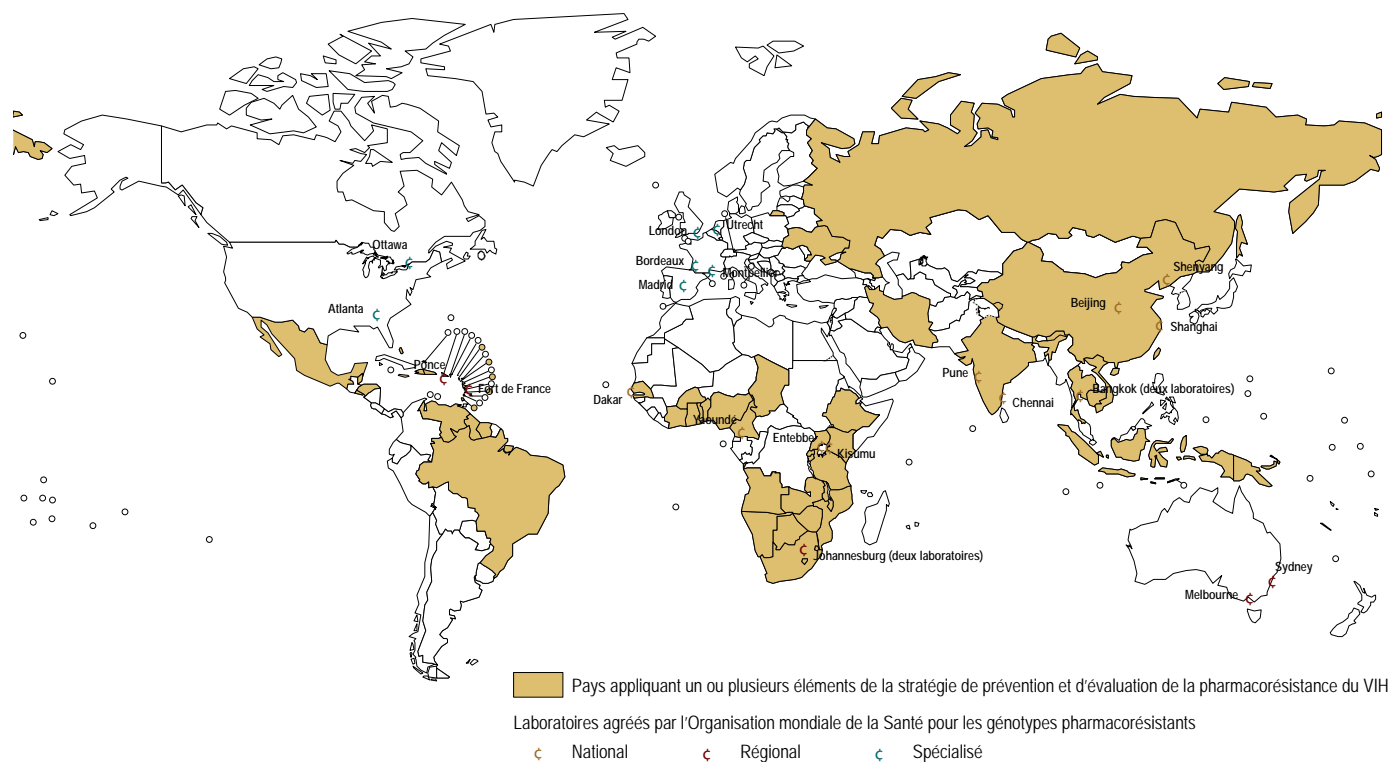 Ottawa
London
Utrecht
Bordeaux
Montpellier
Madrid
Atlanta
Shenyang
Beijing
Shanghai
Ponce
Fort de France
Dakar
Yaoundé
Entebbe
Kisumu
Pune
Chennai
Bangkok (deux laboratoires)
Johannesburg (deux laboratoires)
Sydney
Melbourne
Pays appliquant un ou plusieurs éléments de la stratégie de prévention et d'évaluation de la pharmacorésistance du VIH
Laboratoires agréés par l'Organisation mondiale de la Santé pour les génotypes pharmacorésistants
¢ National ¢ Régional ¢ Spécialisé